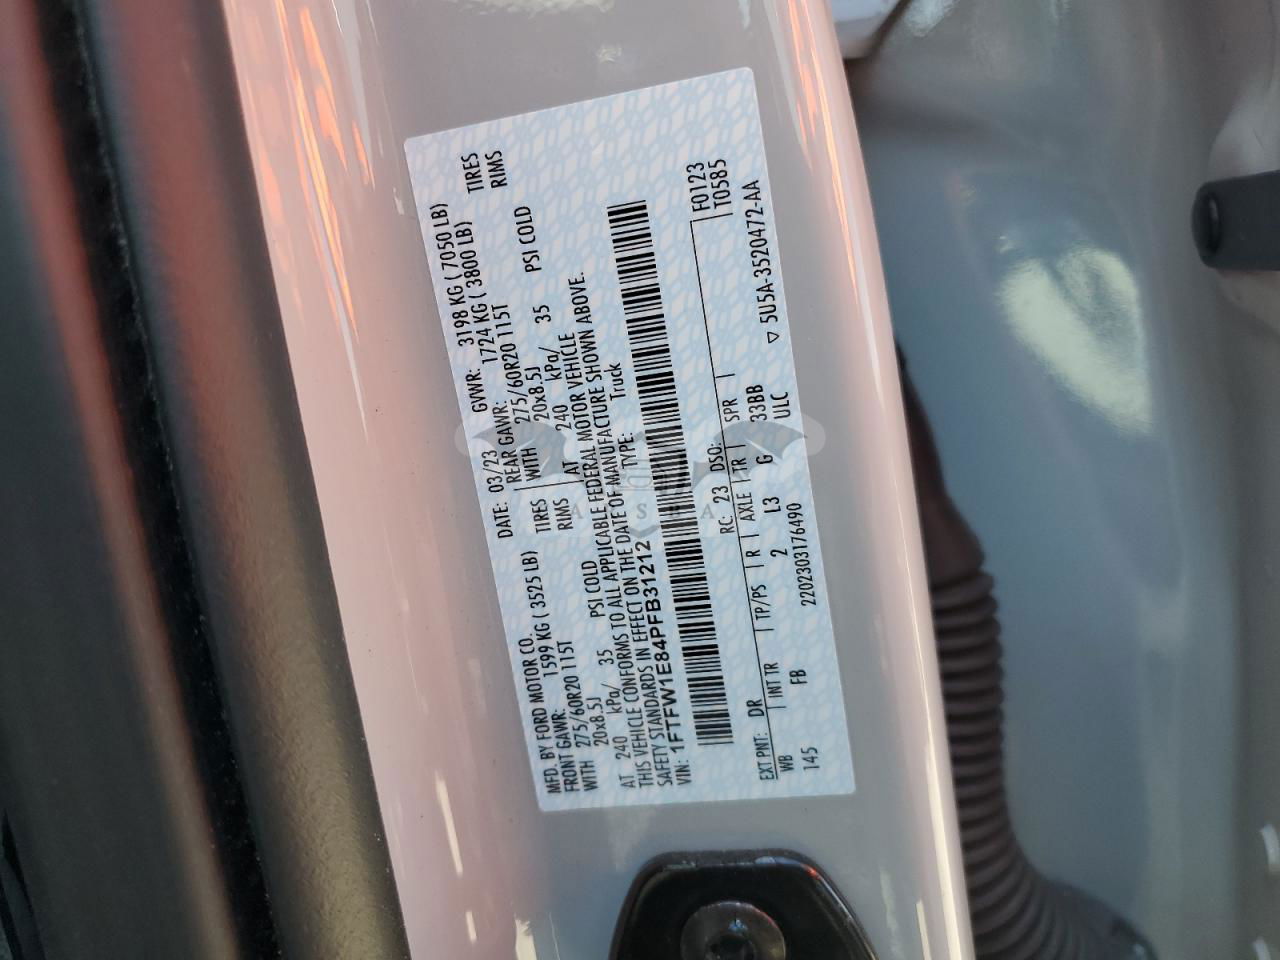 MFD. BY FORD MOTOR CO.
DATE: 03/23 GVWR: 3198 KG ( 7050 LB)
FRONT GAWR: 1599 KG ( 3525 LB) REAR GAWR: 1724 KG ( 3800 LB)
WITH 275/60R20 115T TIRES WITH 275/60R20 115T TIRES
20x8.5J RIMS 20x8.5J RIMS
AT 240 kPa/ 35 PSI COLD AT 240 kPa/ 35 PSI COLD
THIS VEHICLE CONFORMS TO ALL APPLICABLE FEDERAL MOTOR VEHICLE
SAFETY STANDARDS IN EFFECT ON THE DATE OF MANUFACTURE SHOWN ABOVE.
VIN: 1FTFW1E84PFB31212 TYPE: Truck
F0123
T0585
EXT PNT: DR RC: 23 DSO:
WB INT TR TP/PS R AXLE TR SPR
145 FB 2 L3 G 33BB
2202303176490 ULC ▽ 5U5A-3520472-AA